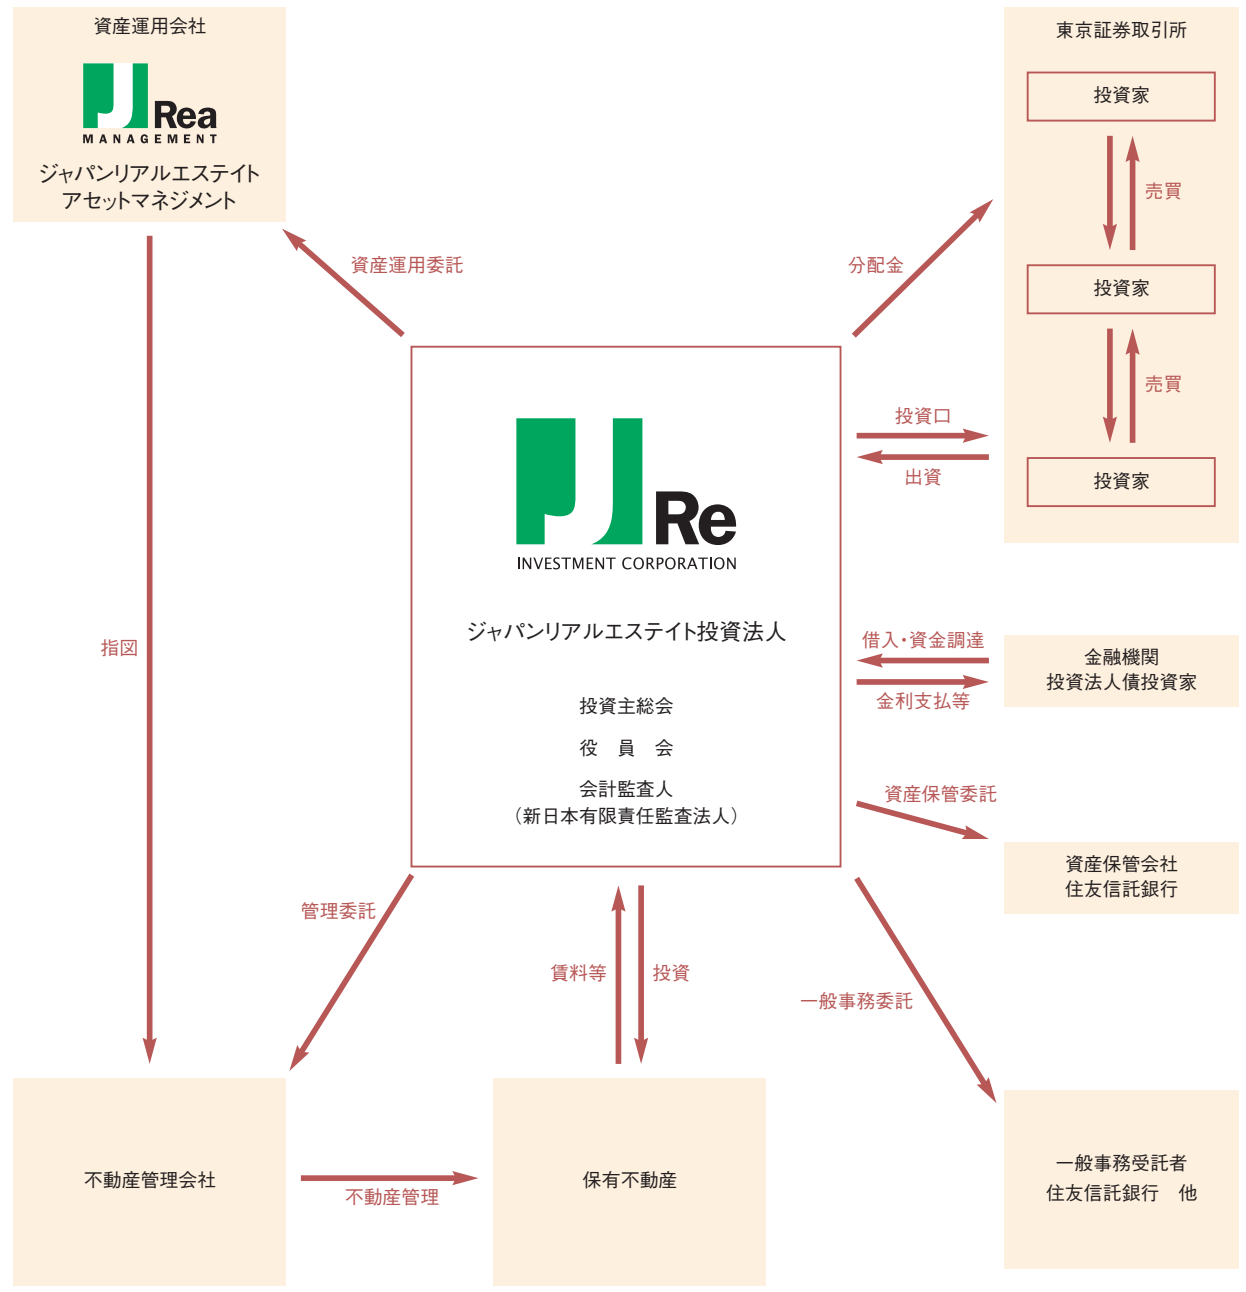 資産運用会社
J Rea
MANAGEMENT
ジャパンリアルエステイト
アセットマネジメント
東京証券取引所
投資家
売買
投資家
売買
投資家
資産運用委託
分配金
投資口
出資
J Re
INVESTMENT CORPORATION
ジャパンリアルエステイト投資法人
投資主総会
役　員　会
会計監査人
（新日本有限責任監査法人）
指図
借入・資金調達
金利支払等
金融機関
投資法人債投資家
資産保管委託
資産保管会社
住友信託銀行
管理委託
賃料等
投資
一般事務委託
不動産管理会社
不動産管理
保有不動産
一般事務受託者
住友信託銀行　他